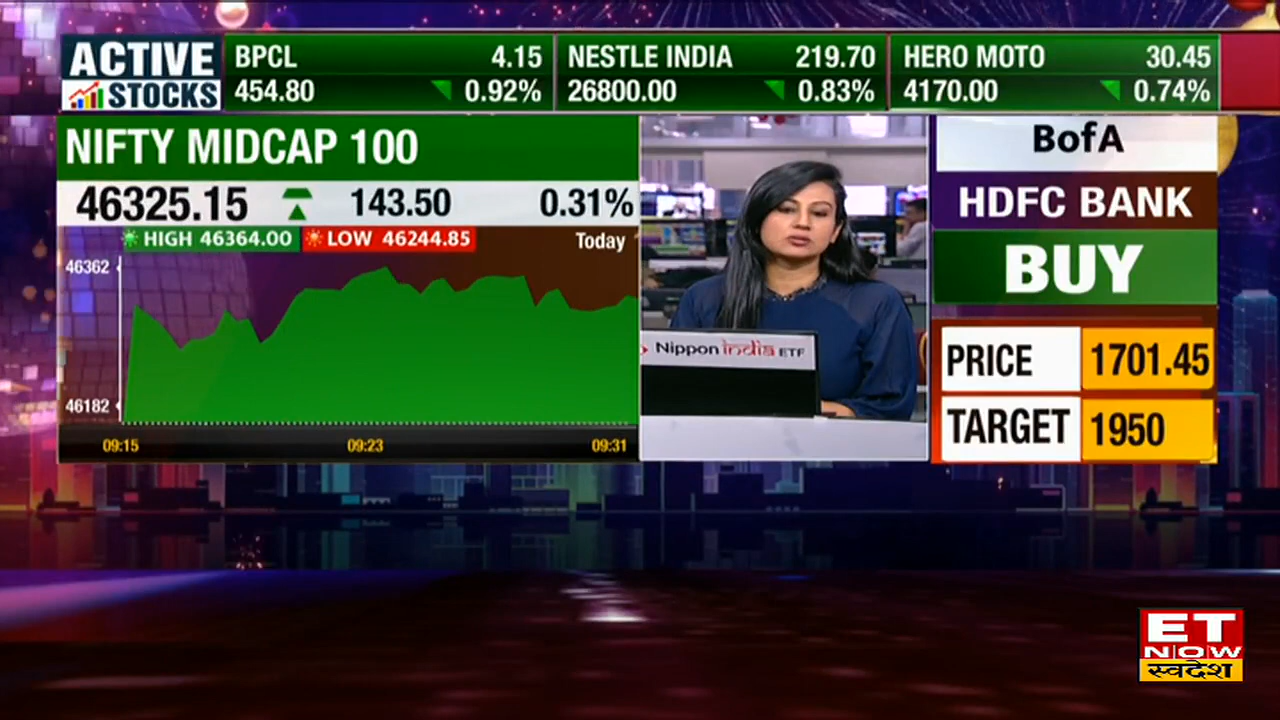 ACTIVE STOCKS
BPCL 4.15
454.80 0.92%
NESTLE INDIA 219.70
26800.00 0.83%
HERO MOTO 30.45
4170.00 0.74%
NIFTY MIDCAP 100
46325.15 143.50 0.31%
HIGH 46364.00 LOW 46244.85 Today
46362
46182
09:15 09:23 09:31
Nippon india ETF
BofA
HDFC BANK
BUY
PRICE 1701.45
TARGET 1950
ET
NOW
स्वदेश